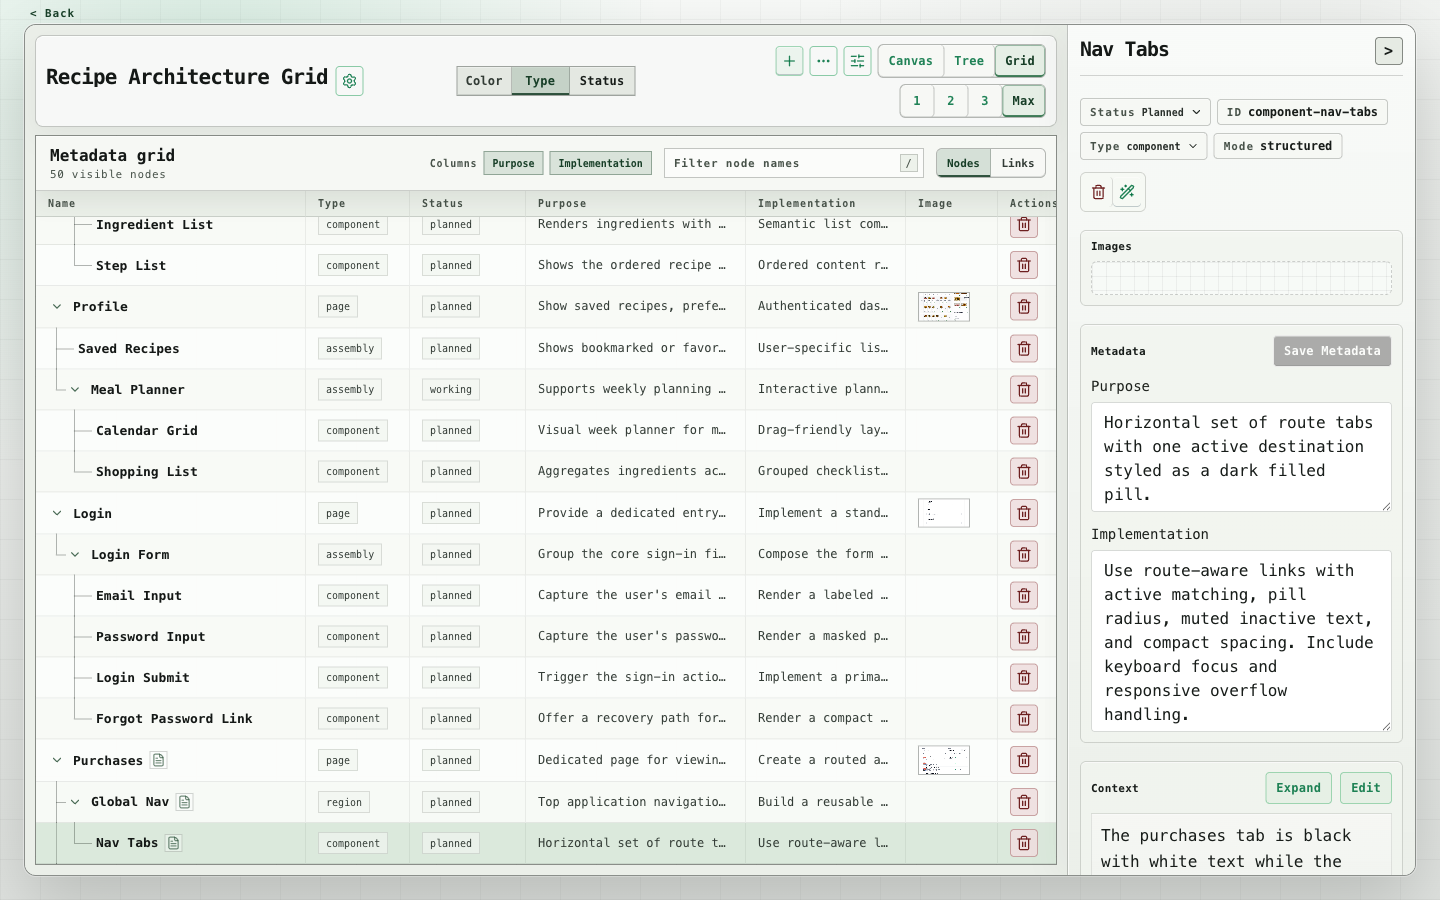 < Back
Recipe Architecture Grid
Color Type Status
+ ... Canvas Tree Grid
1 2 3 Max
Metadata grid
50 visible nodes
Columns Purpose Implementation Filter node names / Nodes Links
Name Type Status Purpose Implementation Image Actions
Ingredient List component planned Renders ingredients with … Semantic list com…
Step List component planned Shows the ordered recipe … Ordered content r…
Profile page planned Show saved recipes, prefe… Authenticated das…
Saved Recipes assembly planned Shows bookmarked or favor… User-specific lis…
Meal Planner assembly working Supports weekly planning … Interactive plann…
Calendar Grid component planned Visual week planner for m… Drag-friendly lay…
Shopping List component planned Aggregates ingredients ac… Grouped checklist…
Login page planned Provide a dedicated entry… Implement a stand…
Login Form assembly planned Group the core sign-in fi… Compose the form …
Email Input component planned Capture the user's email … Render a labeled …
Password Input component planned Capture the user's passwo… Render a masked p…
Login Submit component planned Trigger the sign-in actio… Implement a prima…
Forgot Password Link component planned Offer a recovery path for… Render a compact …
Purchases page planned Dedicated page for viewin… Create a routed a…
Global Nav region planned Top application navigatio… Build a reusable …
Nav Tabs component planned Horizontal set of route t… Use route-aware l…
Nav Tabs >
Status Planned ID component-nav-tabs
Type component Mode structured
Images
Metadata Save Metadata
Purpose
Horizontal set of route tabs
with one active destination
styled as a dark filled
pill.
Implementation
Use route-aware links with
active matching, pill
radius, muted inactive text,
and compact spacing. Include
keyboard focus and
responsive overflow
handling.
Context Expand Edit
The purchases tab is black
with white text while the